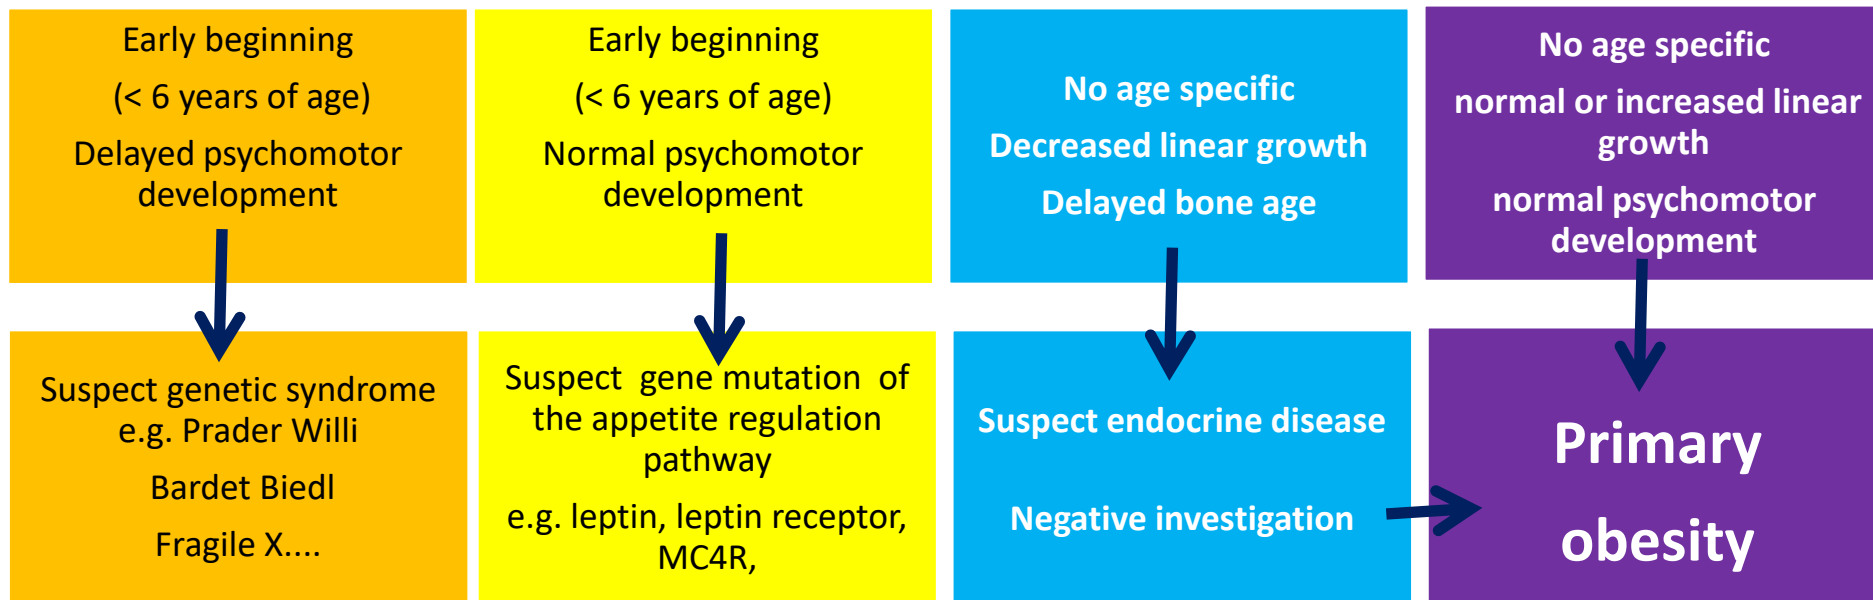 Early beginning
(< 6 years of age)
Delayed psychomotor
development
Early beginning
(< 6 years of age)
Normal psychomotor
development
No age specific
Decreased linear growth
Delayed bone age
No age specific
normal or increased linear
growth
normal psychomotor
development
Suspect genetic syndrome
e.g. Prader Willi
Bardet Biedl
Fragile X....
Suspect gene mutation of
the appetite regulation
pathway
e.g. leptin, leptin receptor,
MC4R,
Suspect endocrine disease
Negative investigation
Primary
obesity